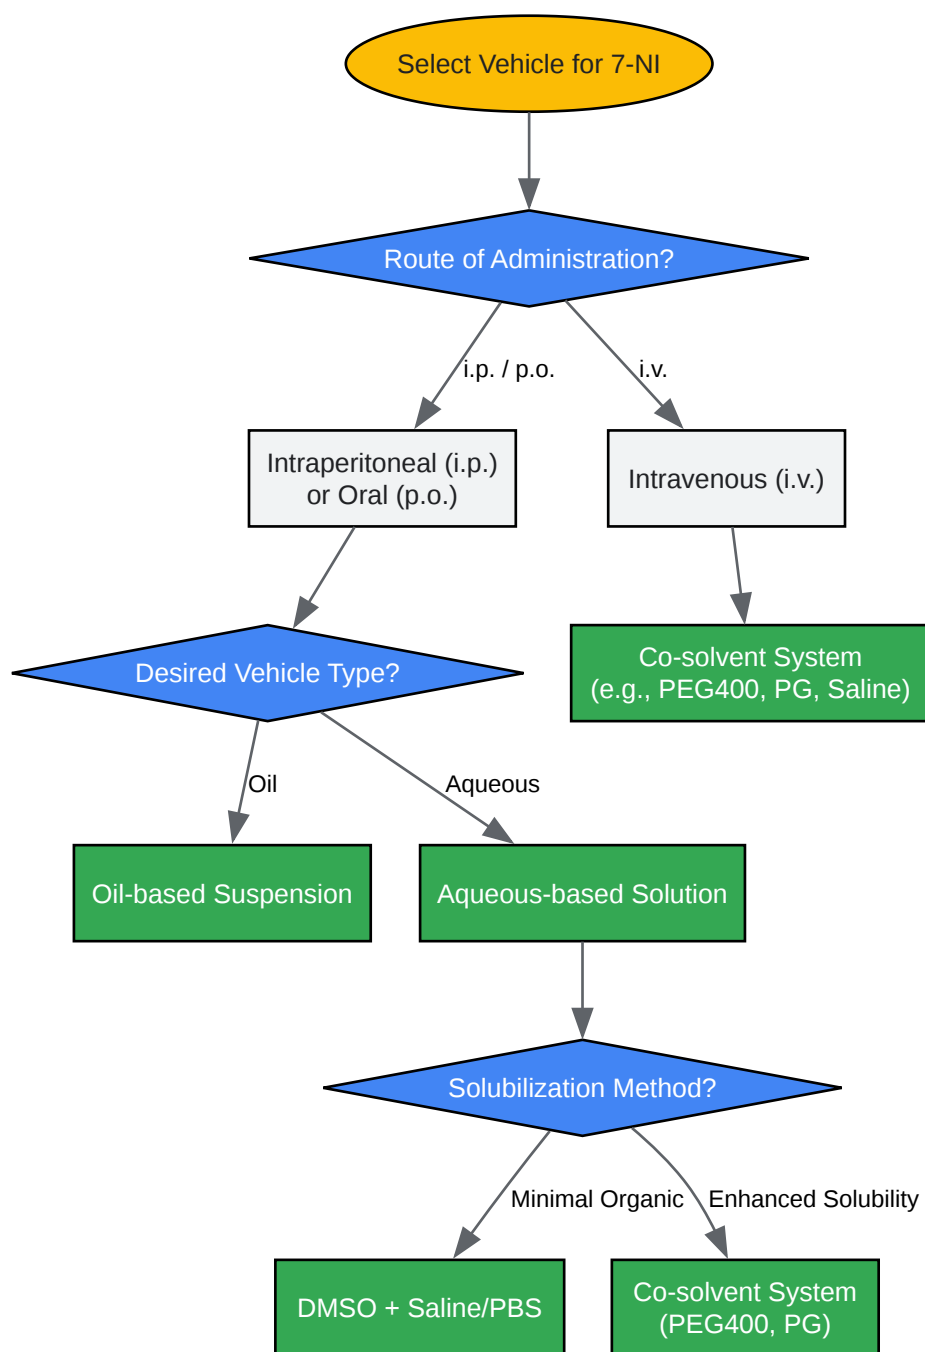 Select Vehicle for 7-NI
Route of Administration?
i.p. / p.o.
i.v.
Intraperitoneal (i.p.)
or Oral (p.o.)
Intravenous (i.v.)
Desired Vehicle Type?
Co-solvent System
(e.g., PEG400, PG, Saline)
Oil
Aqueous
Oil-based Suspension
Aqueous-based Solution
Solubilization Method?
Minimal Organic
Enhanced Solubility
DMSO + Saline/PBS
Co-solvent System
(PEG400, PG)